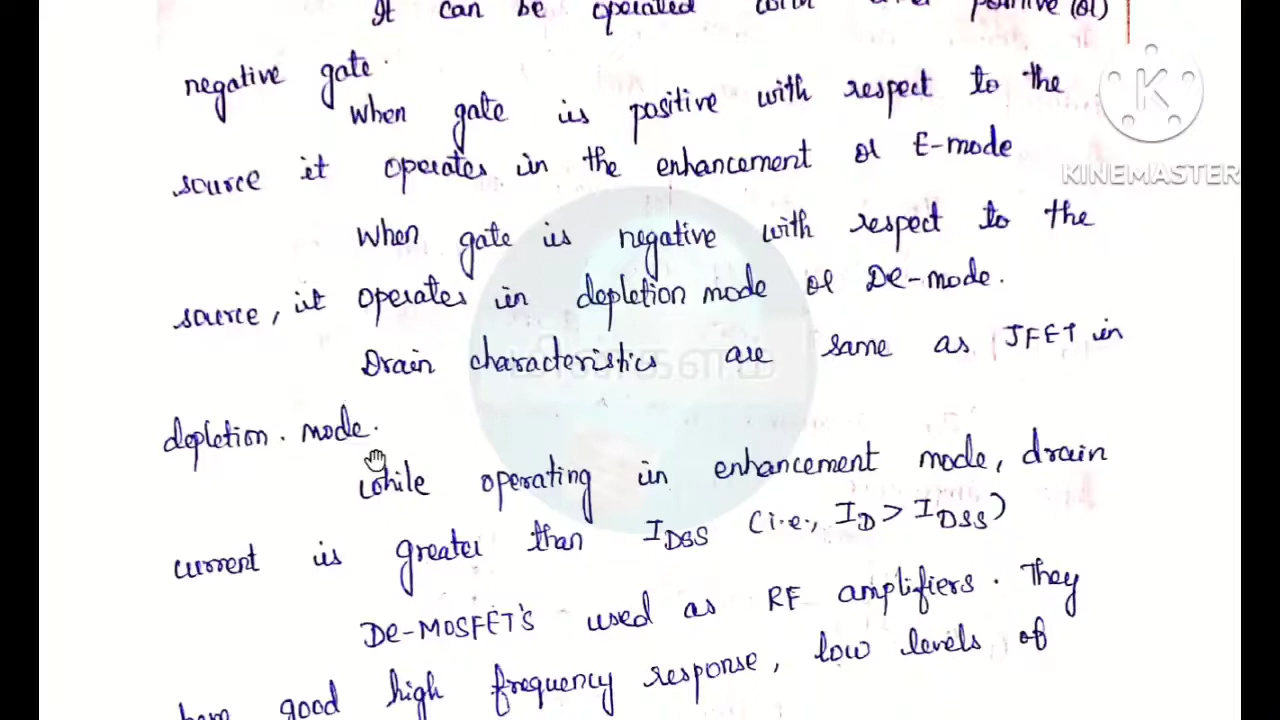 It can be operated with positive (or)
negative gate.
When gate is positive with respect to the
source it operates in the enhancement or E-mode
KINEMASTER
When gate is negative with respect to the
source, it operates in depletion mode or De-mode.
Drain characteristics are same as JFET in
depletion. mode.
While operating in enhancement mode, drain
current is greater than IDSS (i.e., ID > IDSS)
De-MOSFET's used as RF amplifiers. They
have good high frequency response, low levels of